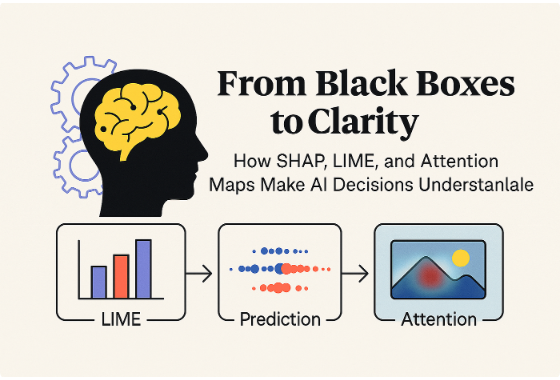 From Black Boxes
to Clarity
How SHAP, LIME, and Attention
Maps Make AI Decisions Understanlale
LIME
Prediction
Attention